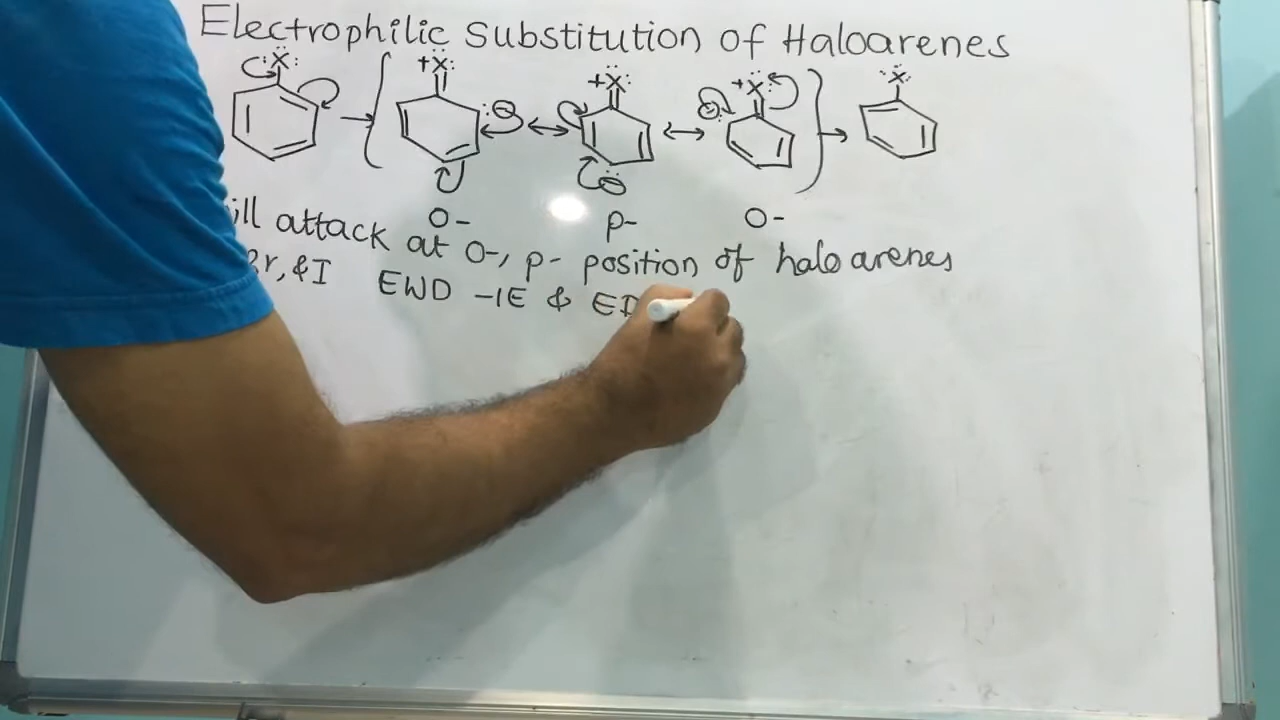 Electrophilic Substitution of Haloarenes
:Ẍ: +Ẍ: +Ẍ: +Ẍ: :Ẍ:
O- p- O-
ill attack at O-, p- position of haloarenes
Br, & I EWD -IE & ED